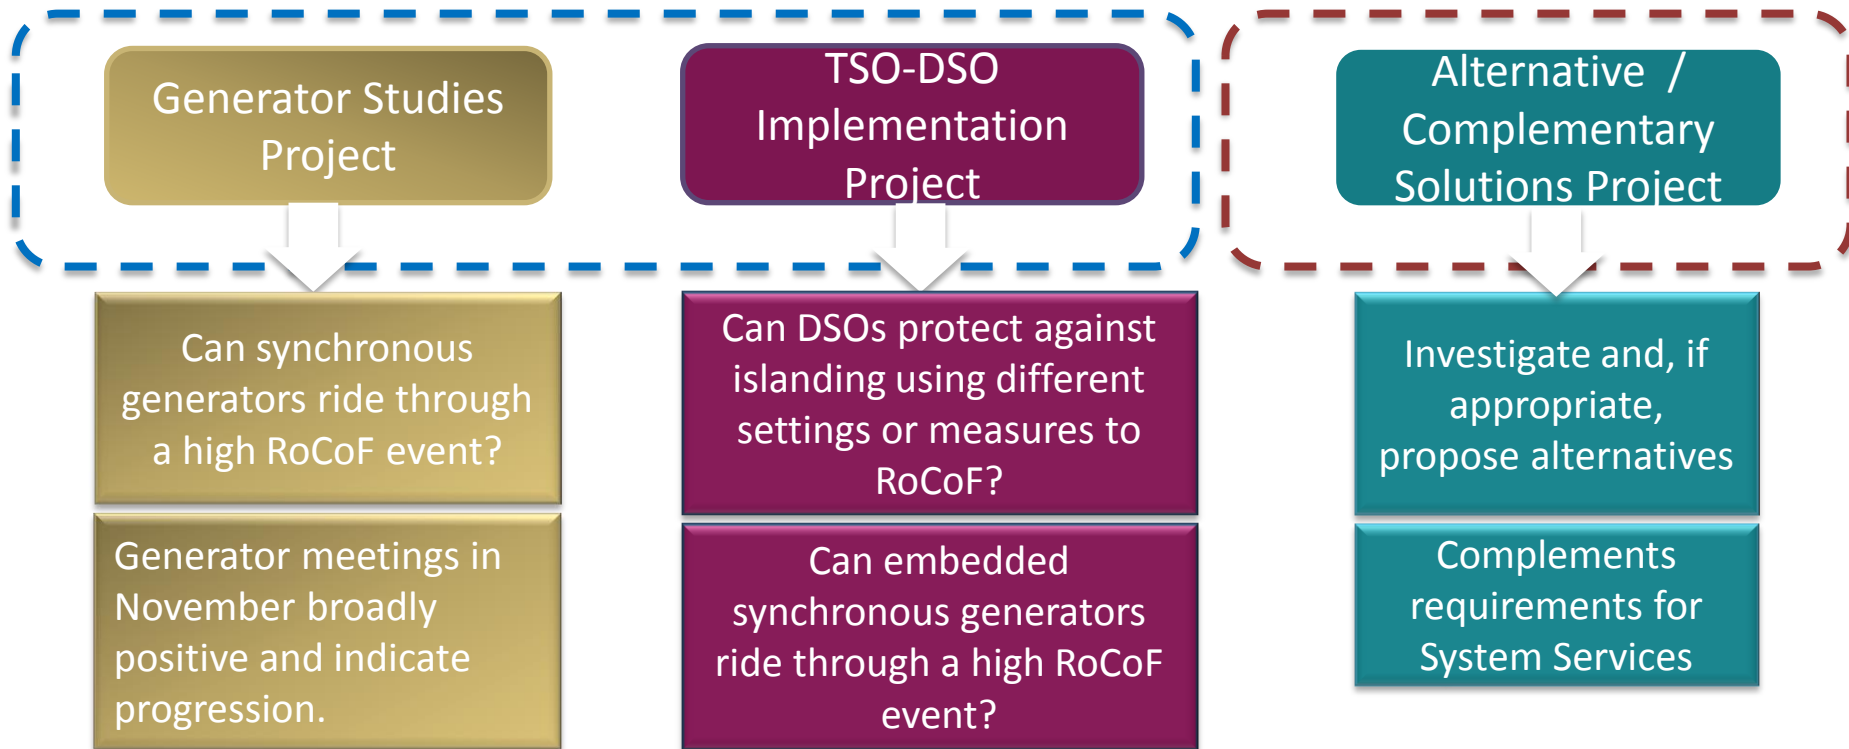 Generator Studies
Project
TSO-DSO
Implementation
Project
Alternative /
Complementary
Solutions Project
Can synchronous
generators ride through
a high RoCoF event?
Can DSOs protect against
islanding using different
settings or measures to
RoCoF?
Investigate and, if
appropriate,
propose alternatives
Generator meetings in
November broadly
positive and indicate
progression.
Can embedded
synchronous generators
ride through a high RoCoF
event?
Complements
requirements for
System Services